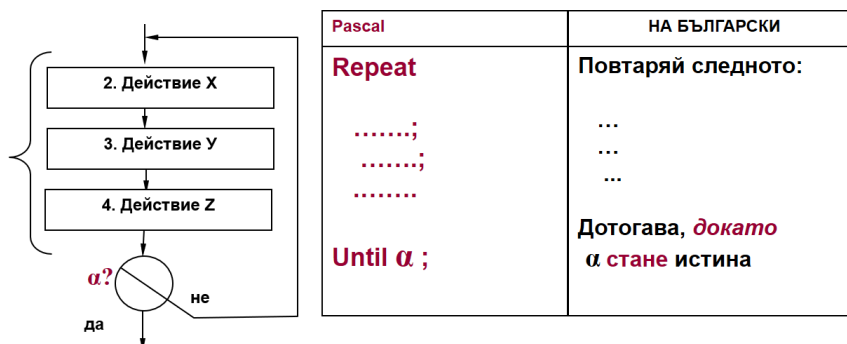 2. Действие X
3. Действие У
4. Действие Z
α?
не
да
Pascal
НА БЪЛГАРСКИ
Repeat
…….;
…….;
……..
Until α ;
Повтаряй следното:
…
…
...
Дотогава, докато
α стане истина